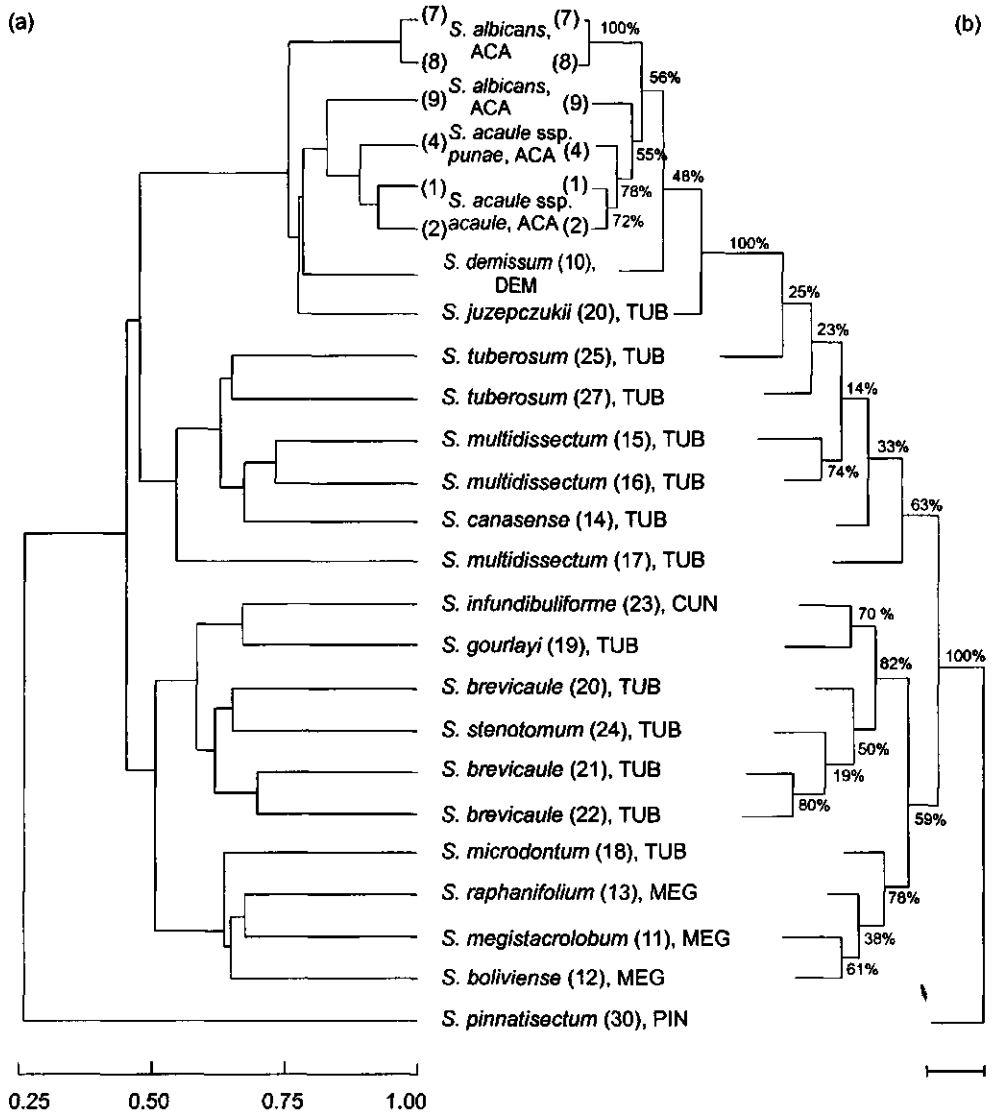 (a) (b)
(7) S. albicans, (7) 100%
ACA
(8) (8) 56%
(9) S. albicans, (9)
ACA
S. acaule ssp.
(4) punae, ACA (4) 55%
(1) (1) 78% 48%
S. acaule ssp.
(2) acaule, ACA (2) 72%
100%
S. demissum (10),
DEM 25%
S. juzepczukii (20), TUB
23%
S. tuberosum (25), TUB
14%
S. tuberosum (27), TUB
S. multidissectum (15), TUB
33%
74%
S. multidissectum (16), TUB
63%
S. canasense (14), TUB
S. multidissectum (17), TUB
S. infundibuliforme (23), CUN 70 %
S. gourlayi (19), TUB
82% 100%
S. brevicaule (20), TUB
S. stenotomum (24), TUB
50%
S. brevicaule (21), TUB 19%
80%
S. brevicaule (22), TUB 59%
S. microdontum (18), TUB
S. raphanifolium (13), MEG 78%
S. megistacrolobum (11), MEG 38%
61%
S. boliviense (12), MEG
S. pinnatisectum (30), PIN
0.25 0.50 0.75 1.00